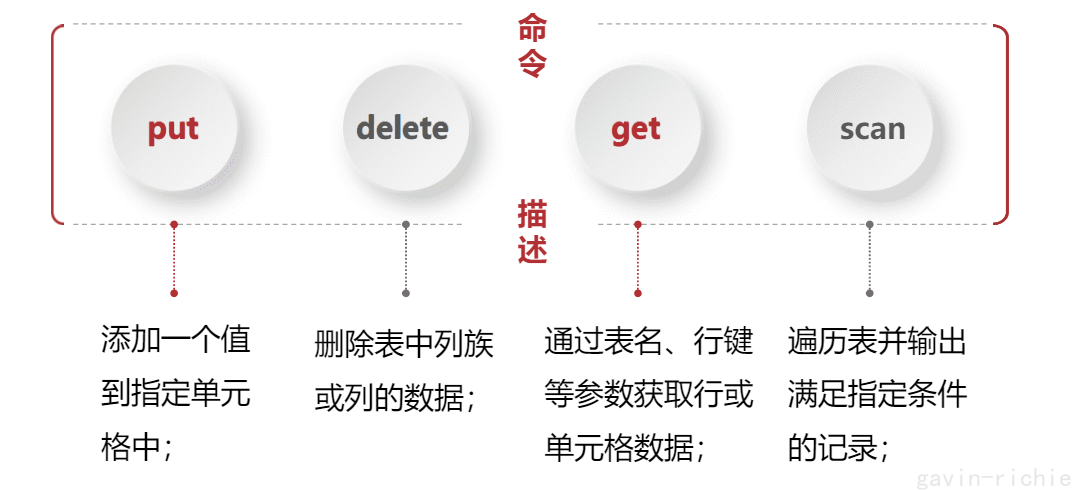 命
令
put
delete
get
scan
描
述
添加一个值
到指定单元
格中；
删除表中列族
或列的数据；
通过表名、行键
等参数获取行或
单元格数据；
遍历表并输出
满足指定条件
的记录；
gavin-richie